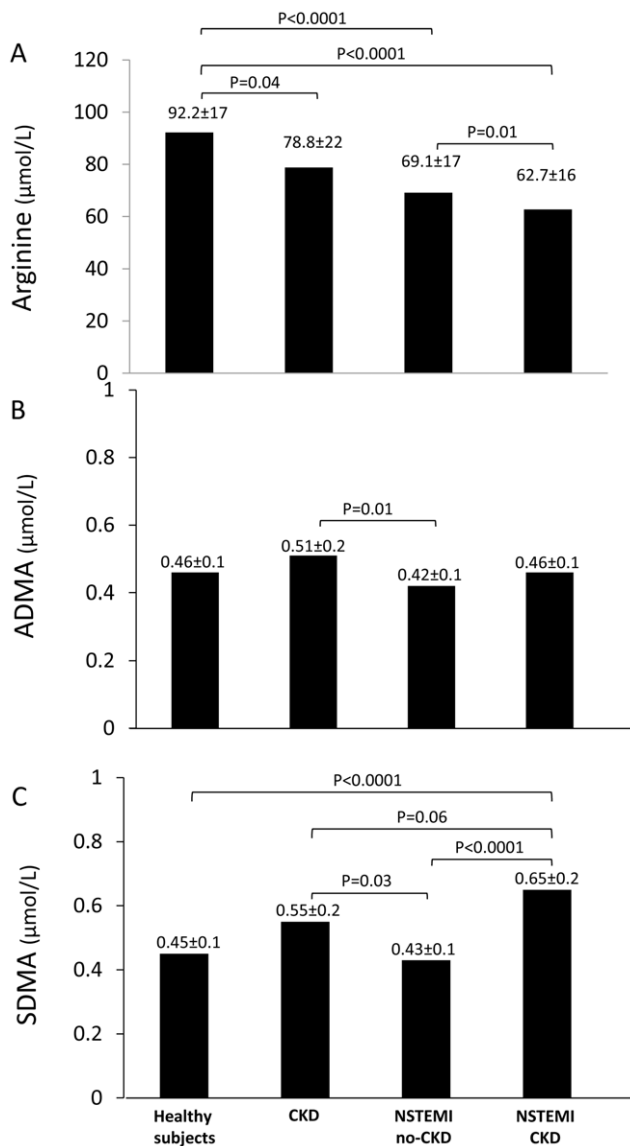 P<0.0001
A
P<0.0001
120
P=0.04
92.2±17
100
P=0.01
78.8±22
80
69.1±17
62.7±16
60
40
20
0
Arginine (µmol/L)
B
1
0.8
0.6
P=0.01
0.46±0.1
0.51±0.2
0.42±0.1
0.46±0.1
0.4
0.2
0
ADMA (µmol/L)
C
1
P<0.0001
0.8
P=0.06
P<0.0001
P=0.03
0.65±0.2
0.6
0.55±0.2
0.45±0.1
0.43±0.1
0.4
0.2
0
SDMA (µmol/L)
Healthy CKD NSTEMI NSTEMI
subjects no-CKD CKD